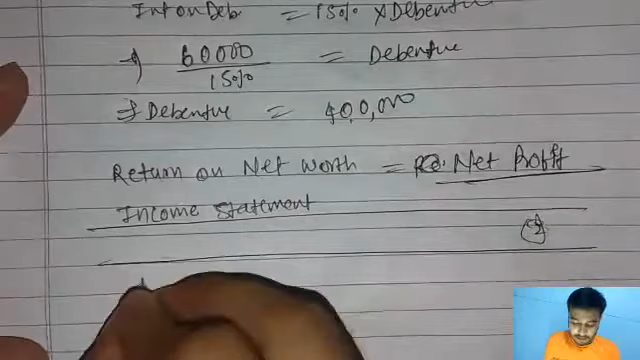 Int on Deb = 15% X Debenture
60000 = Debenture
15%
⇒ Debenture = 400,000
Return on Net Worth = Net Profit
Income Statement